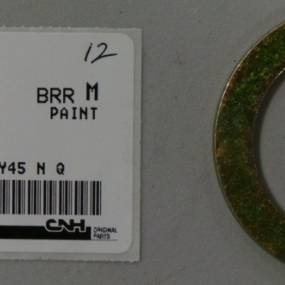 12
BRR M
PAINT
Y45 N Q
CNH ORIGINAL
PARTS